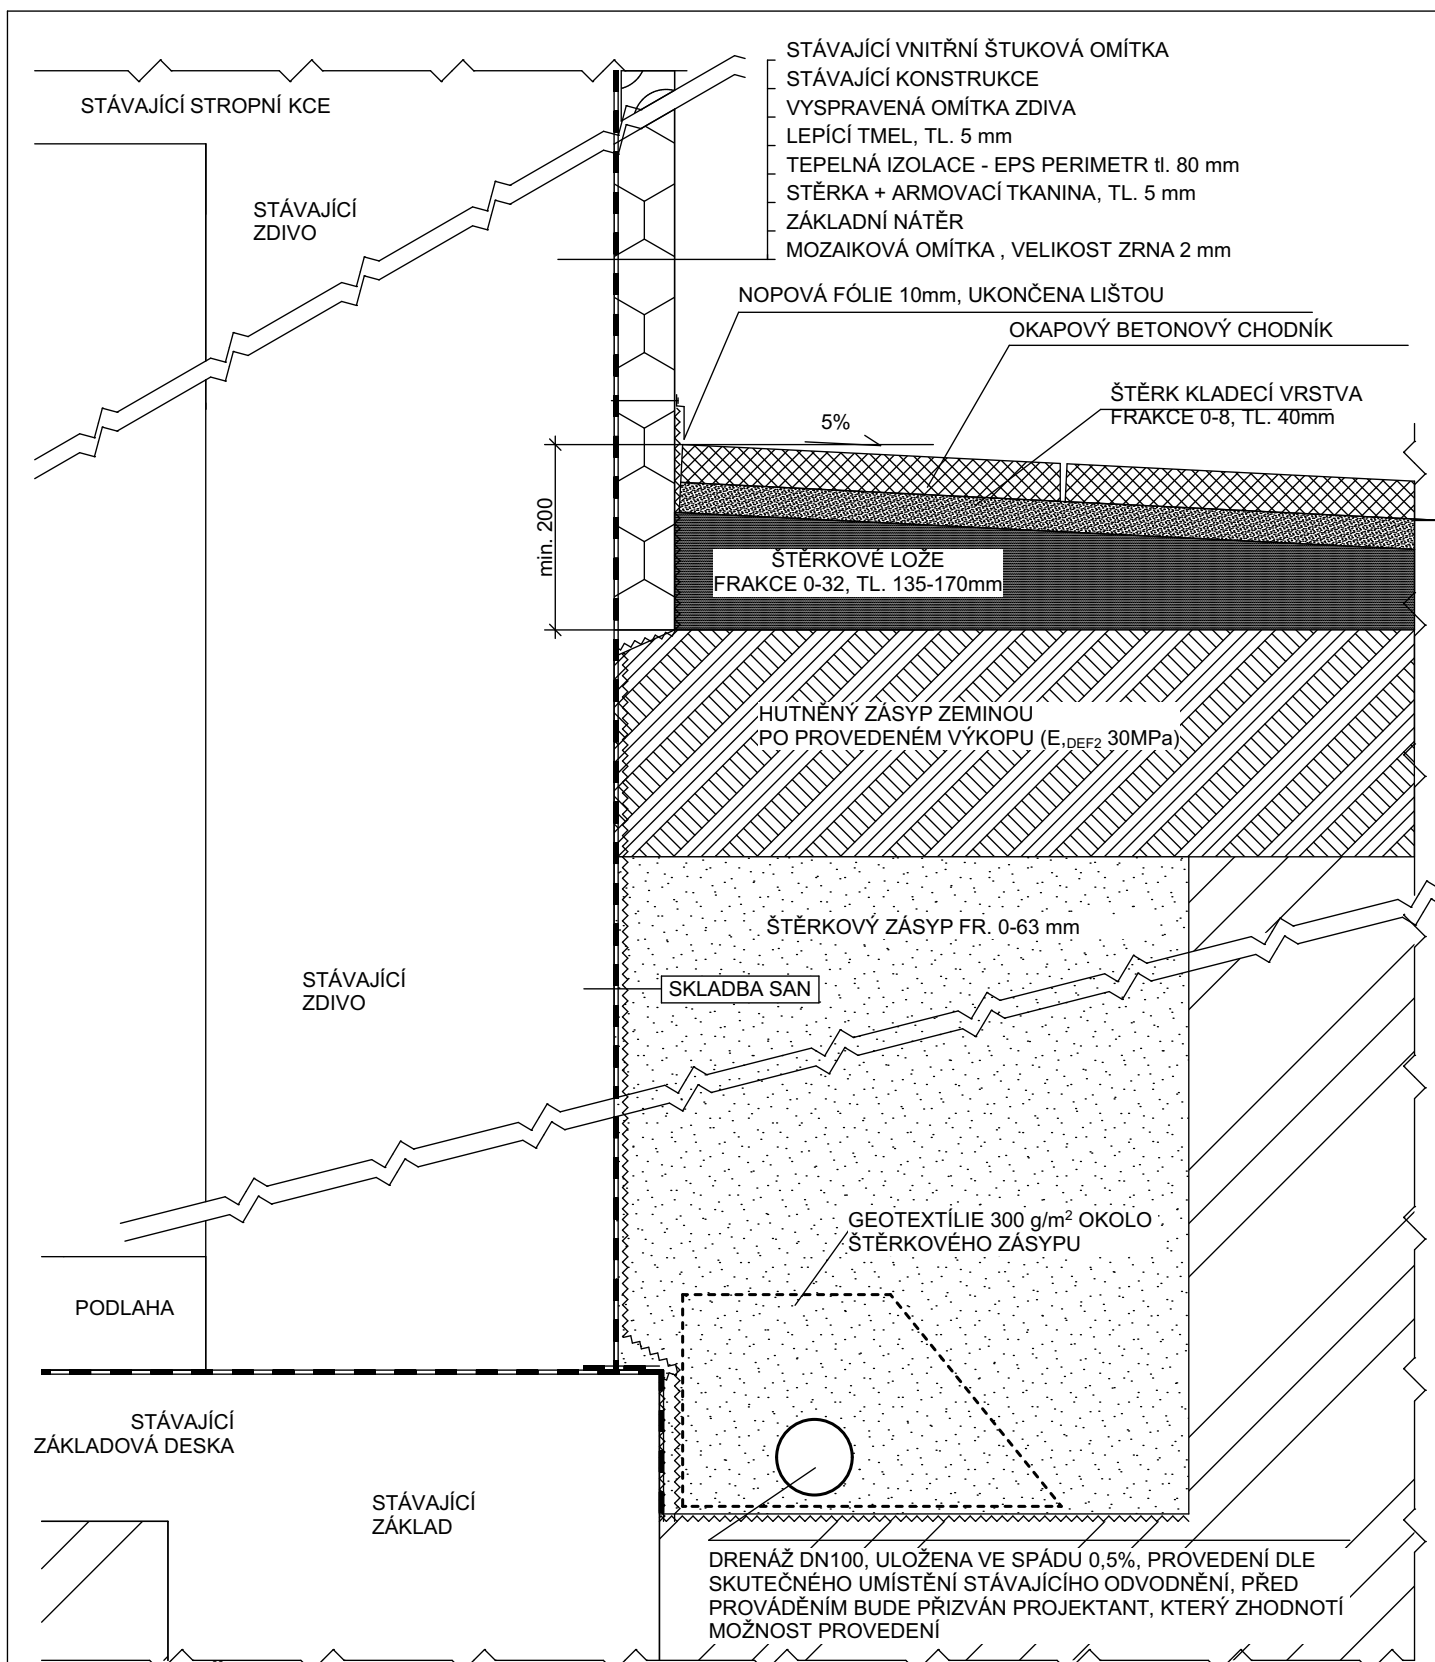 STÁVAJÍCÍ VNITŘNÍ ŠTUKOVÁ OMÍTKA
STÁVAJÍCÍ KONSTRUKCE
VYSPRAVENÁ OMÍTKA ZDIVA
LEPÍCÍ TMEL, TL. 5 mm
TEPELNÁ IZOLACE - EPS PERIMETR tl. 80 mm
STĚRKA + ARMOVACÍ TKANINA, TL. 5 mm
ZÁKLADNÍ NÁTĚR
MOZAIKOVÁ OMÍTKA , VELIKOST ZRNA 2 mm
STÁVAJÍCÍ STROPNÍ KCE
STÁVAJÍCÍ
ZDIVO
NOPOVÁ FÓLIE 10mm, UKONČENA LIŠTOU
OKAPOVÝ BETONOVÝ CHODNÍK
ŠTĚRK KLADECÍ VRSTVA
FRAKCE 0-8, TL. 40mm
5%
min. 200
ŠTĚRKOVÉ LOŽE
FRAKCE 0-32, TL. 135-170mm
HUTNĚNÝ ZÁSYP ZEMINOU
PO PROVEDENÉM VÝKOPU (E,DEF2 30MPa)
ŠTĚRKOVÝ ZÁSYP FR. 0-63 mm
STÁVAJÍCÍ
ZDIVO
SKLADBA SAN
GEOTEXTÍLIE 300 g/m² OKOLO
ŠTĚRKOVÉHO ZÁSYPU
PODLAHA
STÁVAJÍCÍ
ZÁKLADOVÁ DESKA
STÁVAJÍCÍ
ZÁKLAD
DRENÁŽ DN100, ULOŽENA VE SPÁDU 0,5%, PROVEDENÍ DLE
SKUTEČNÉHO UMÍSTĚNÍ STÁVAJÍCÍHO ODVODNĚNÍ, PŘED
PROVÁDĚNÍM BUDE PŘIZVÁN PROJEKTANT, KTERÝ ZHODNOTÍ
MOŽNOST PROVEDENÍ